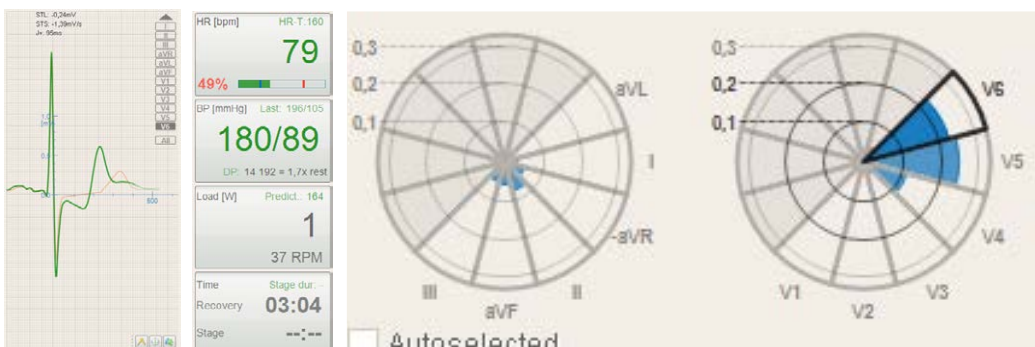 STL: -0,24mV
STS: -1,39mV/s
J+: 95ms
I
II
III
aVR
aVL
aVF
V1
V2
V3
V4
V5
V6
All
HR [bpm] HR-T: 160
79
49%
BP [mmHg] Last: 196/105
180/89
DP: 14 192 = 1,7x rest
Load [W] Predict.: 164
1
37 RPM
Time Stage dur.: -
Recovery 03:04
Stage --:--
0,3
0,2
0,1
aVL
I
-aVR
II
aVF
III
0,3
0,2
0,1
V6
V5
V4
V3
V2
V1
Autoselected